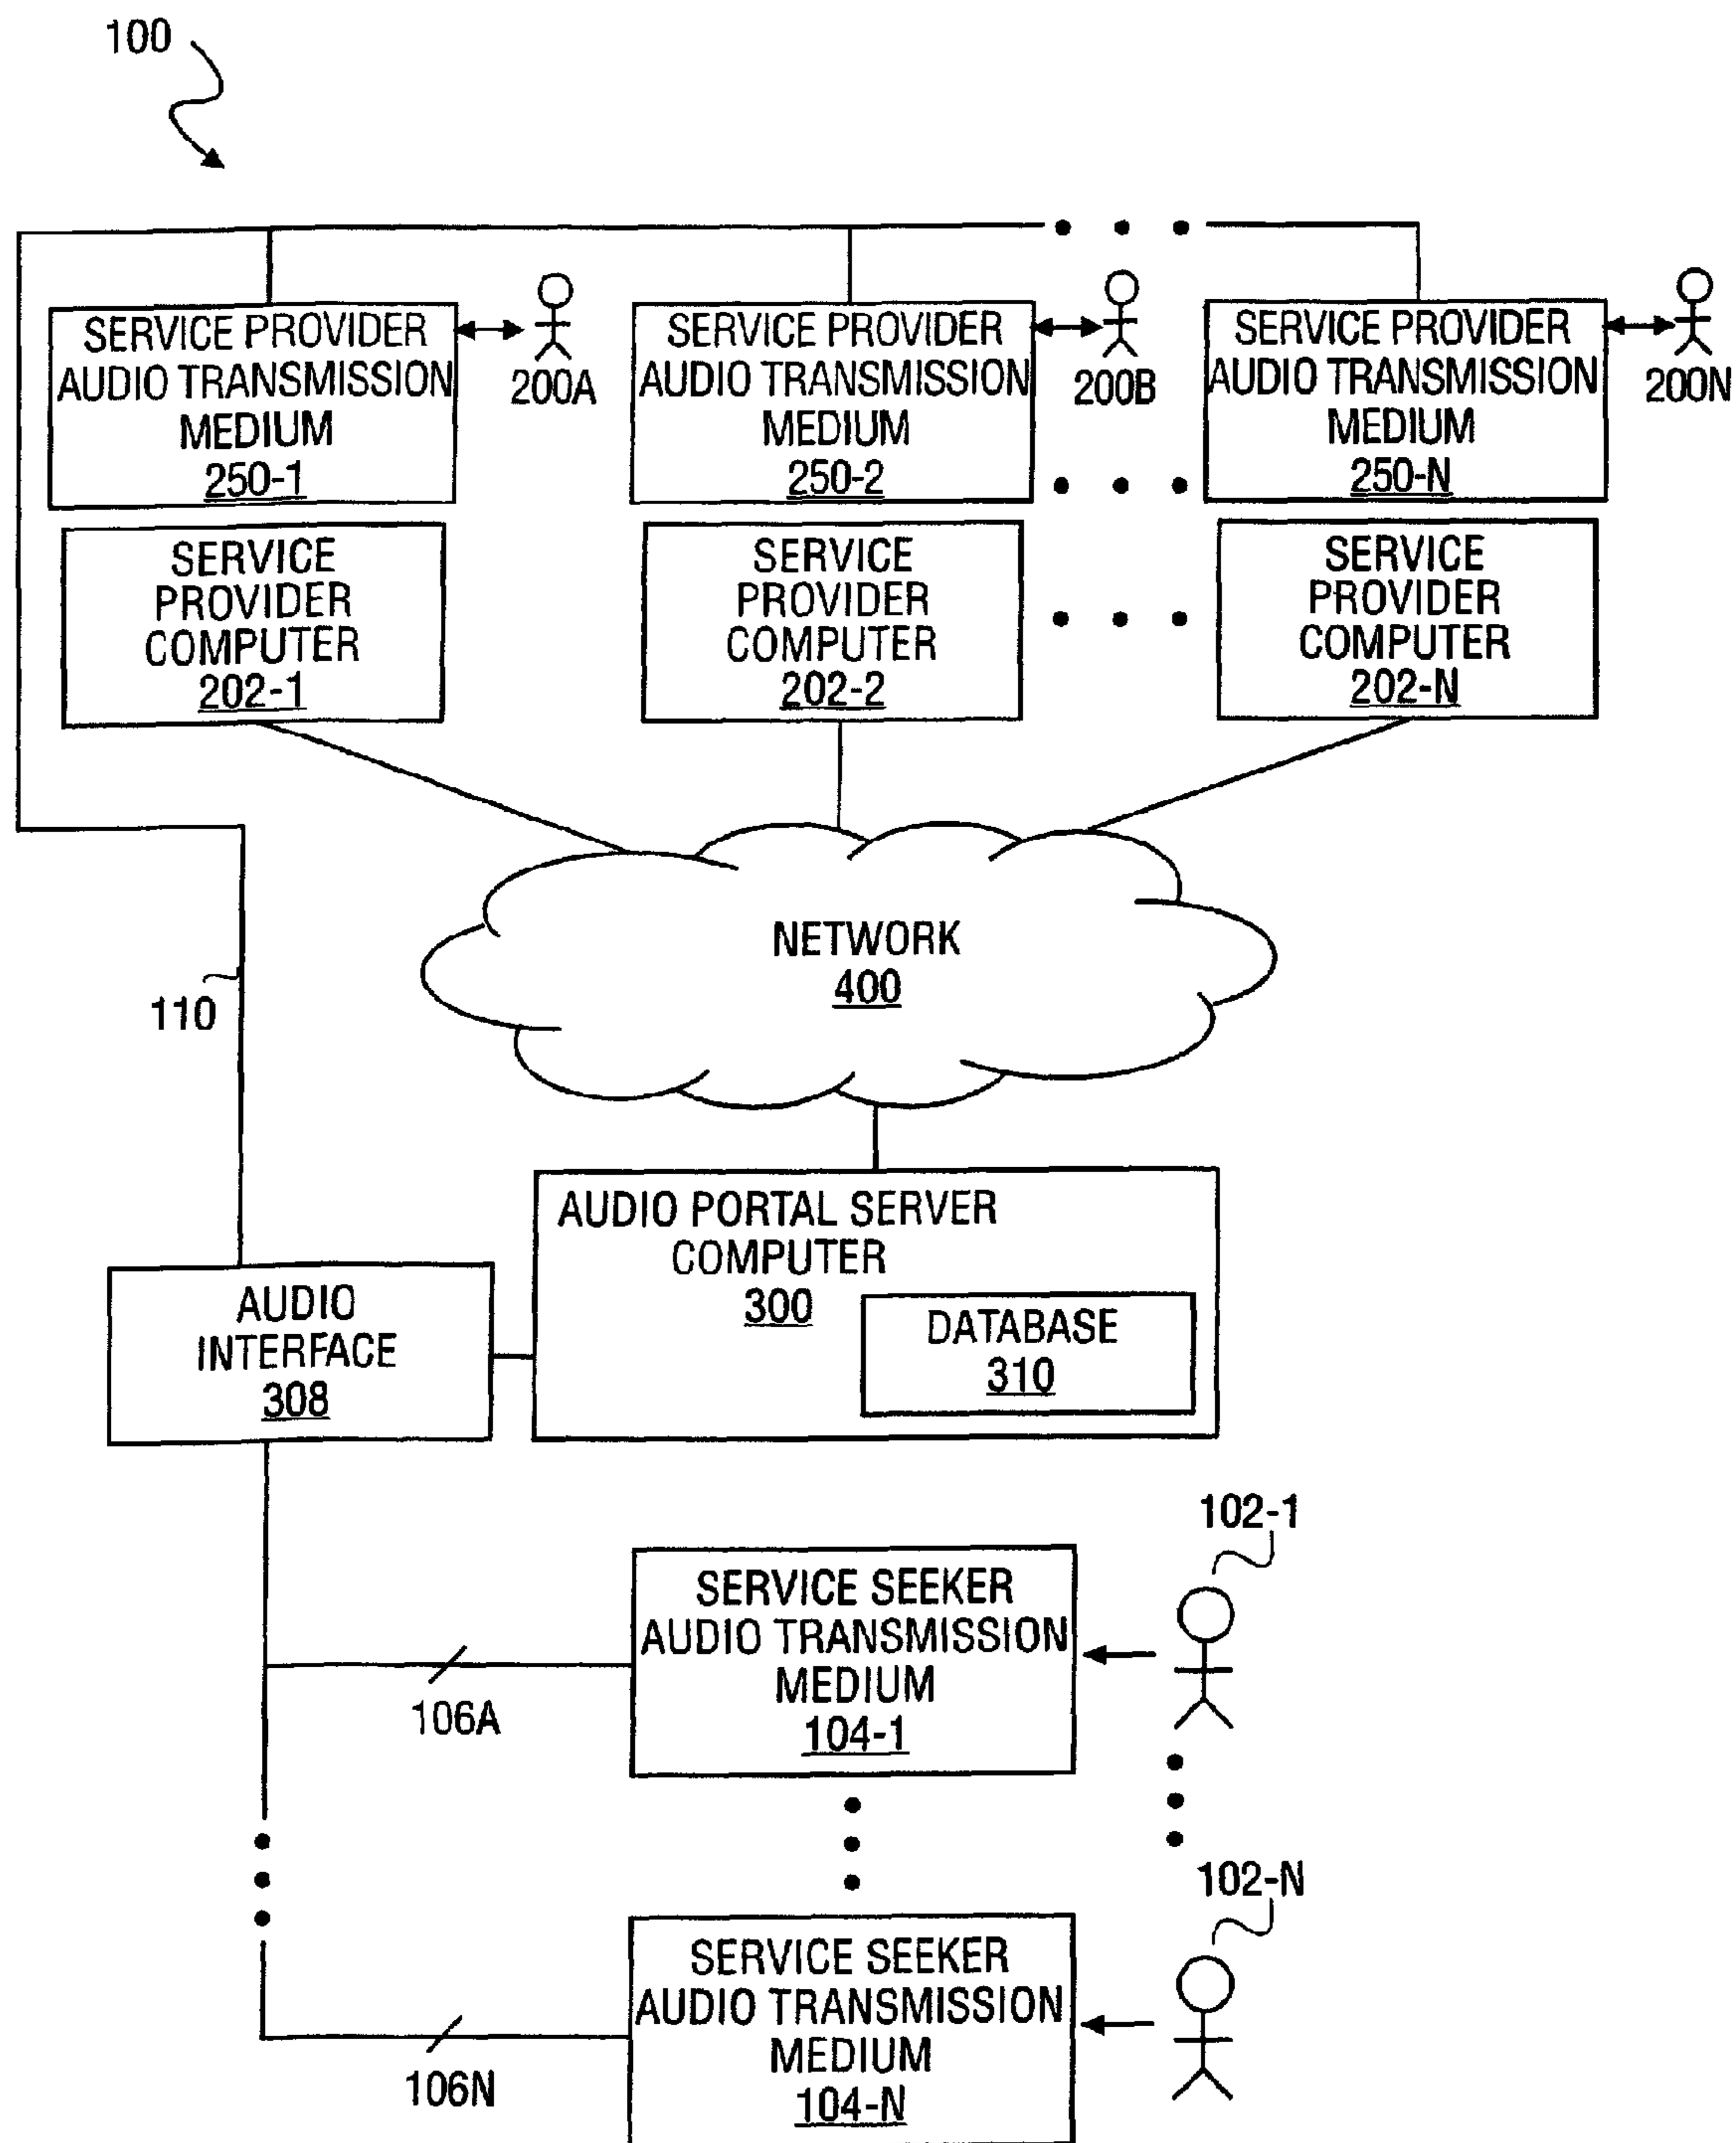 100
SERVICE PROVIDER
AUDIO TRANSMISSION
MEDIUM
250-1
200A
SERVICE PROVIDER
AUDIO TRANSMISSION
MEDIUM
250-2
200B
SERVICE PROVIDER
AUDIO TRANSMISSION
MEDIUM
250-N
200N
SERVICE
PROVIDER
COMPUTER
202-1
SERVICE
PROVIDER
COMPUTER
202-2
SERVICE
PROVIDER
COMPUTER
202-N
NETWORK
400
110
AUDIO PORTAL SERVER
COMPUTER
300
DATABASE
310
AUDIO
INTERFACE
308
102-1
SERVICE SEEKER
AUDIO TRANSMISSION
MEDIUM
104-1
106A
102-N
SERVICE SEEKER
AUDIO TRANSMISSION
MEDIUM
104-N
106N